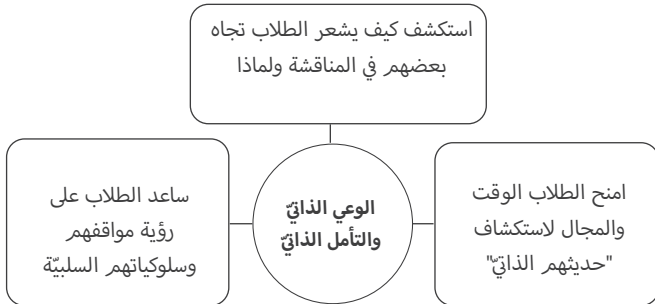 استكشف كيف يشعر الطلاب تجاه
بعضهم في المناقشة ولماذا
امنح الطلاب الوقت
والمجال لاستكشاف
"حديثهم الذاتيّ"
الوعي الذاتيّ
والتأمل الذاتيّ
ساعد الطلاب على
رؤية مواقفهم
وسلوكياتهم السلبيّة